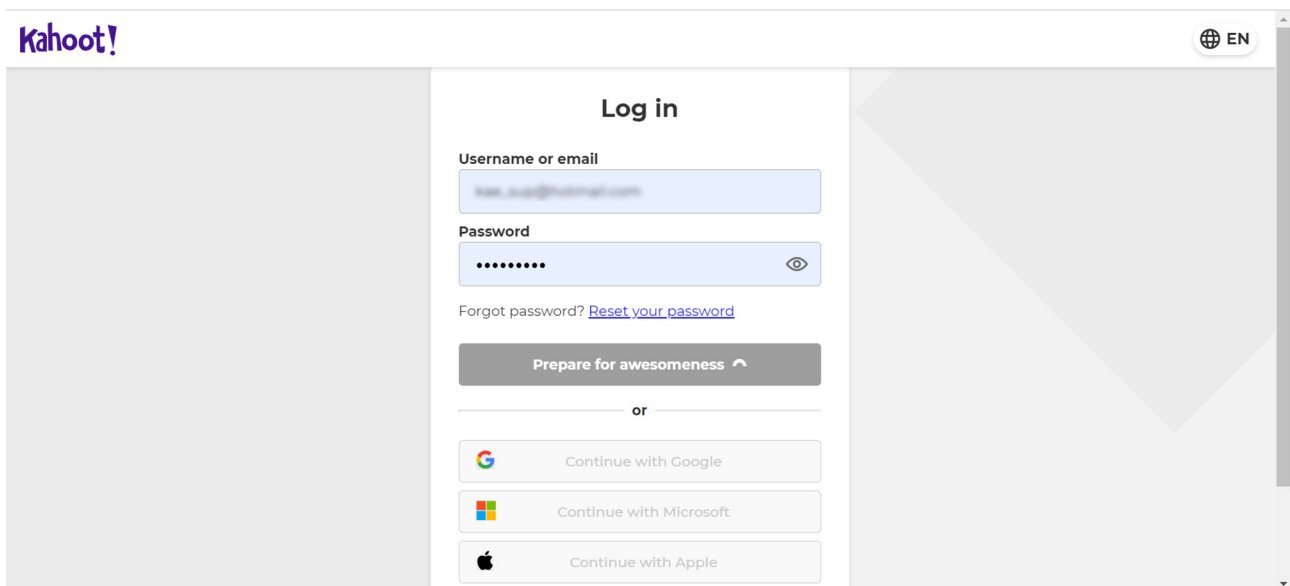 Kahoot!
EN
Log in
Username or email
Password
Forgot password? Reset your password
Prepare for awesomeness
or
Continue with Google
Continue with Microsoft
Continue with Apple